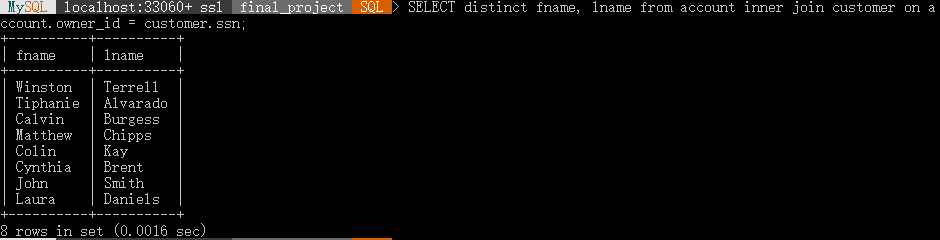 MySQL localhost:33060+ ssl final_project SQL > SELECT distinct fname, lname from account inner join customer on a
ccount.owner_id = customer.ssn;
+----------+----------+
| fname    | lname    |
+----------+----------+
| Winston  | Terrell  |
| Tiphanie | Alvarado |
| Calvin   | Burgess  |
| Matthew  | Chipps   |
| Colin    | Kay      |
| Cynthia  | Brent    |
| John     | Smith    |
| Laura    | Daniels  |
+----------+----------+
8 rows in set (0.0016 sec)